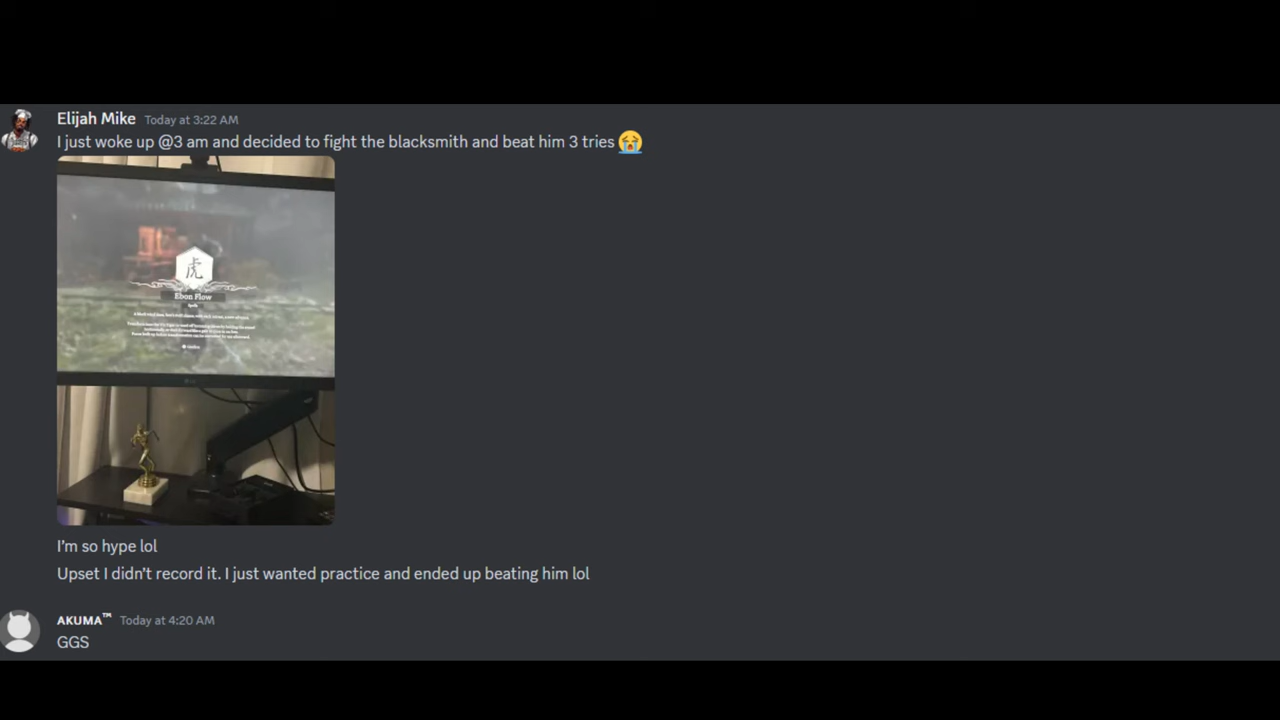 Elijah Mike Today at 3:22 AM
I just woke up @3 am and decided to fight the blacksmith and beat him 3 tries 😭
虎
Ebon Flow
Spells
I'm so hype lol
Upset I didn't record it. I just wanted practice and ended up beating him lol
AKUMA™ Today at 4:20 AM
GGS